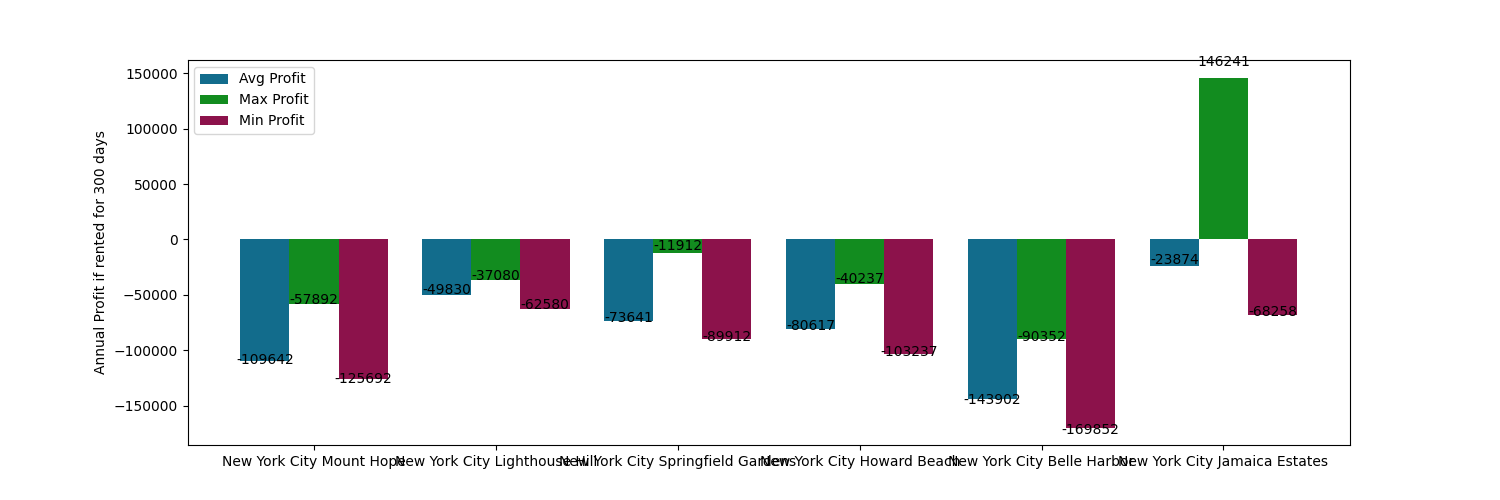 Avg Profit
Max Profit
Min Profit
Annual Profit if rented for 300 days
150000
100000
50000
0
−50000
−100000
−150000
-109642
-57892
-125692
-49830
-37080
-62580
-73641
-11912
-89912
-80617
-40237
-103237
-143902
-90352
-169852
-23874
146241
-68258
New York City Mount Hope
New York City Lighthouse Hill
New York City Springfield Gardens
New York City Howard Beach
New York City Belle Harbor
New York City Jamaica Estates